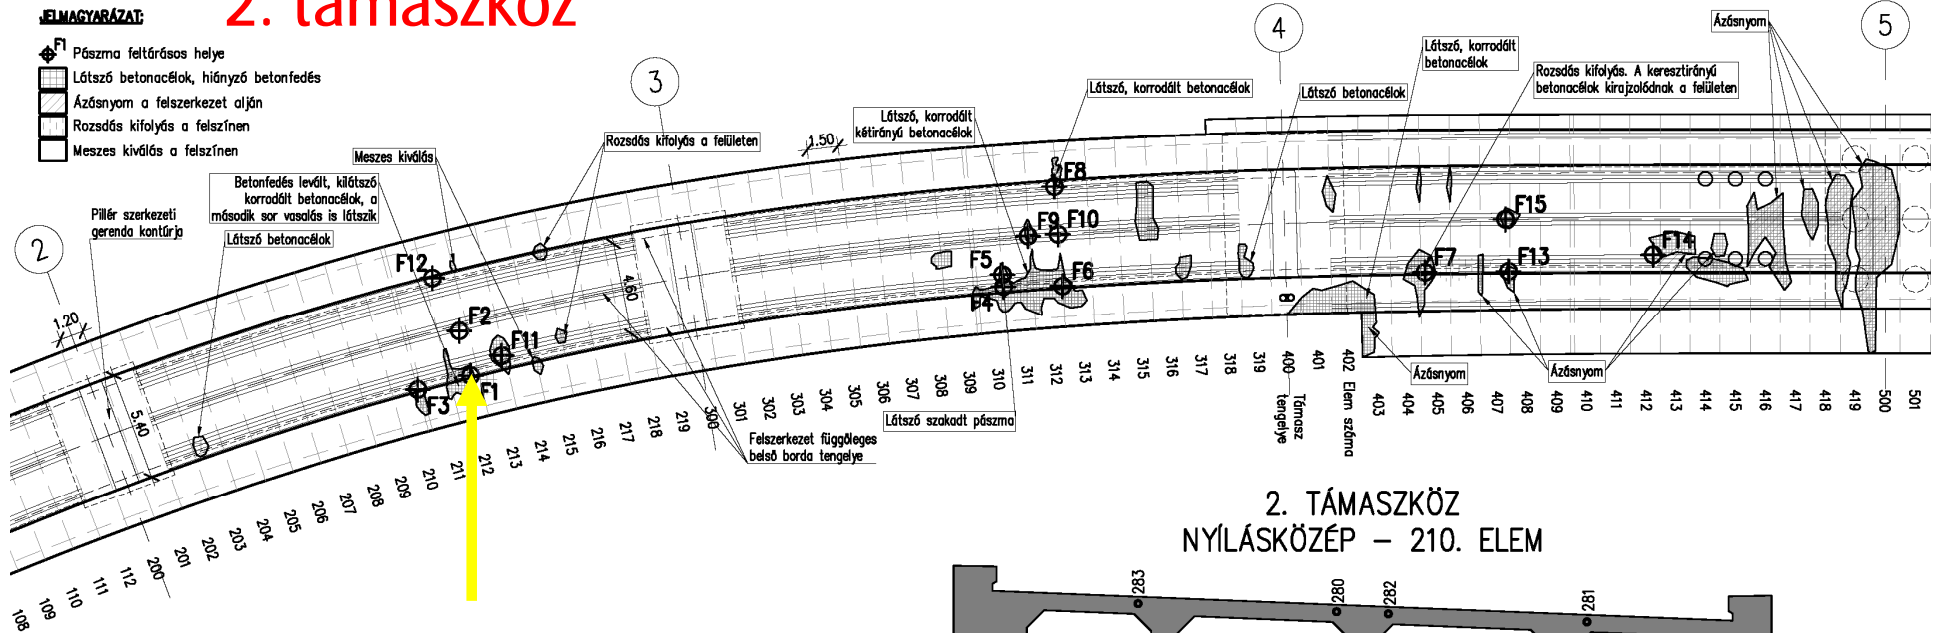 2. támaszköz
JELMAGYARÁZAT:
F1 Pászma feltárásos helye
Látszó betonacélok, hiányzó betonfedés
Ázásnyom a felszerkezet alján
Rozsdás kifolyás a felszínen
Meszes kiválás a felszínen
Pillér szerkezeti
gerenda kontúrja
Betonfedés levált, kilátszó
korrodált betonacélok, a
második sor vasalás is látszik
Látszó betonacélok
Meszes kiválás
Rozsdás kifolyás a felületen
Látszó, korrodált
kétirányú betonacélok
Látszó, korrodált betonacélok
Látszó betonacélok
Látszó, korrodált
betonacélok
Rozsdás kifolyás. A keresztirányú
betonacélok kirajzolódnak a felületen
Ázásnyom
2
3
4
5
1.20
5.40
4.60
1.50
F12
F2
F11
F1
F3
F5
F4
F6
F9
F10
F8
F7
F13
F15
F14
Látszó szakadt pászma
Felszerkezet függőleges
belső borda tengelye
Ázásnyom
Ázásnyom
108
109
110
111
112
200
201
202
203
204
205
206
207
208
209
210
211
212
213
214
215
216
217
218
219
300
301
302
303
304
305
306
307
308
309
310
311
312
313
314
315
316
317
318
319
400 Támasz
tengelye
401
402 Elem száma
403
404
405
406
407
408
409
410
411
412
413
414
415
416
417
418
419
500
501
2. TÁMASZKÖZ
NYÍLÁSKÖZÉP – 210. ELEM
283
280
282
281